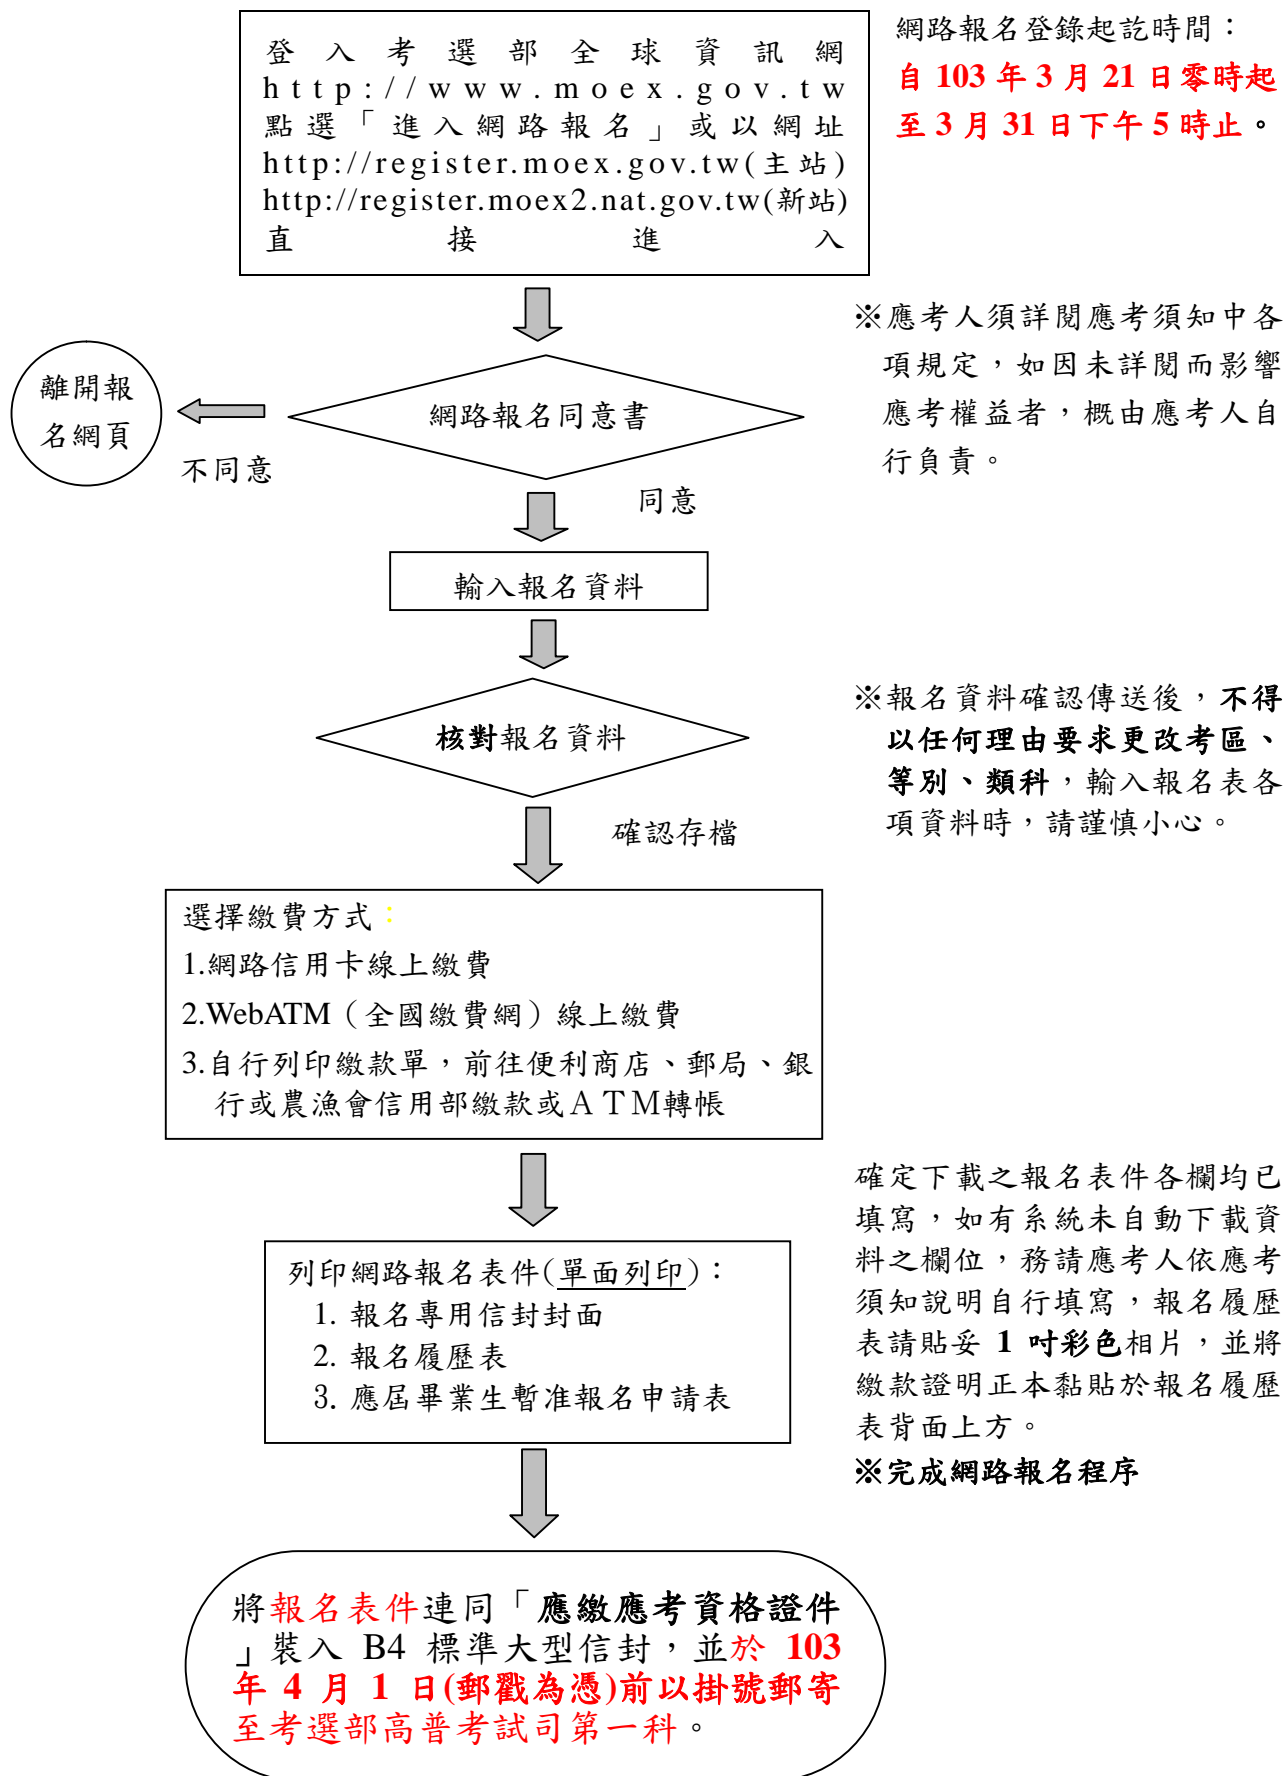 登入考選部全球資訊網
http://www.moex.gov.tw
點選「進入網路報名」或以網址
http://register.moex.gov.tw(主站)
http://register.moex2.nat.gov.tw(新站)
直接進入
網路報名登錄起訖時間：
自 103 年 3 月 21 日零時起
至 3 月 31 日下午 5 時止。
※應考人須詳閱應考須知中各
項規定，如因未詳閱而影響
應考權益者，概由應考人自
行負責。
離開報
名網頁
不同意
網路報名同意書
同意
輸入報名資料
核對報名資料
※報名資料確認傳送後，不得
以任何理由要求更改考區、
等別、類科，輸入報名表各
項資料時，請謹慎小心。
確認存檔
選擇繳費方式：
1.網路信用卡線上繳費
2.WebATM（全國繳費網）線上繳費
3.自行列印繳款單，前往便利商店、郵局、銀
行或農漁會信用部繳款或ＡＴＭ轉帳
列印網路報名表件(單面列印)：
1. 報名專用信封封面
2. 報名履歷表
3. 應屆畢業生暫准報名申請表
確定下載之報名表件各欄均已
填寫，如有系統未自動下載資
料之欄位，務請應考人依應考
須知說明自行填寫，報名履歷
表請貼妥 1 吋彩色相片，並將
繳款證明正本黏貼於報名履歷
表背面上方。
※完成網路報名程序
將報名表件連同「應繳應考資格證件
」裝入 B4 標準大型信封，並於 103
年 4 月 1 日(郵戳為憑)前以掛號郵寄
至考選部高普考試司第一科。